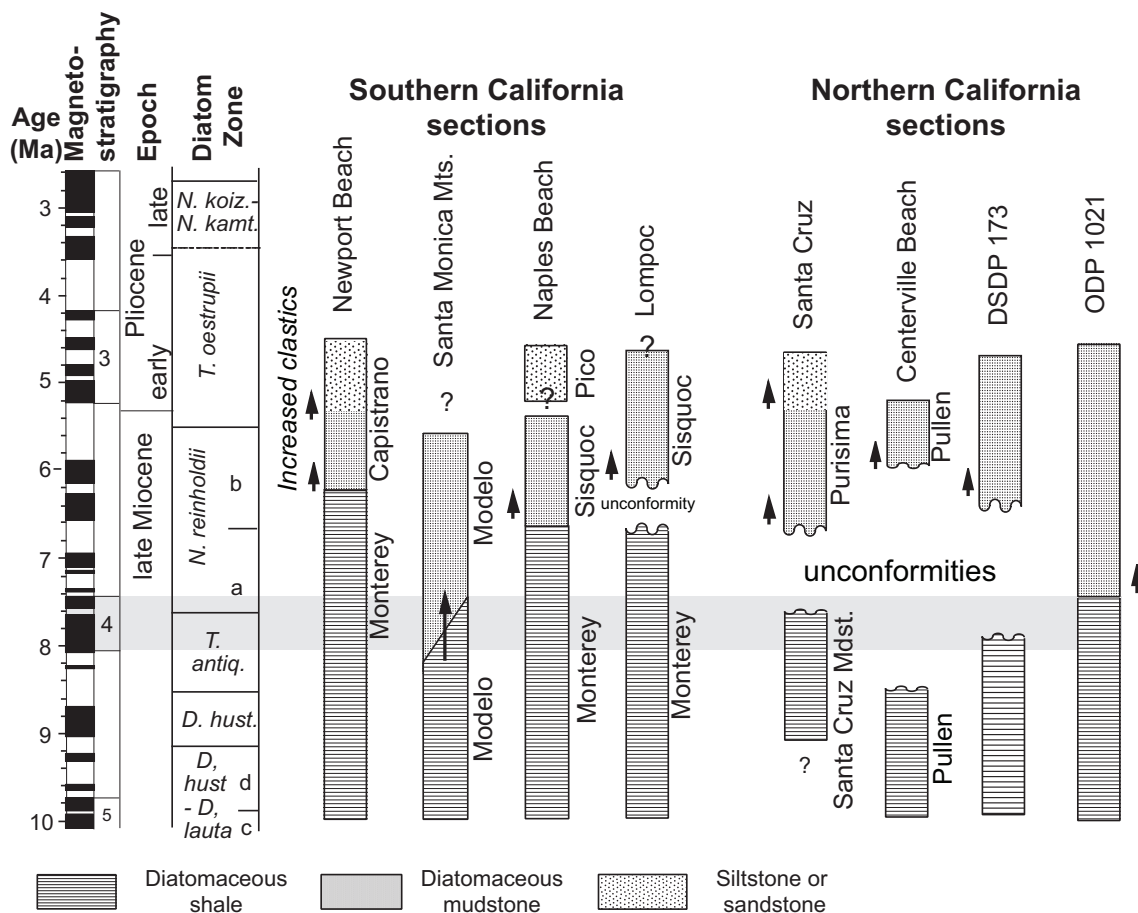 Southern California
sections
Northern California
sections
Age
(Ma)
Magneto-
stratigraphy
Epoch
Diatom
Zone
3
4
5
6
7
8
9
10
3
4
5
late
Pliocene
early
late Miocene
N. koiz.-
N. kamt.
T. oestrupii
N. reinholdii
b
a
T.
antiq.
D. hust.
D,
hust
d
- D,
lauta
c
Increased clastics
Newport Beach
Capistrano
Monterey
Santa Monica Mts.
?
Modelo
Modelo
Naples Beach
Pico
?
Sisquoc
Monterey
Lompoc
?
Sisquoc
unconformity
Monterey
Santa Cruz
Purisima
unconformities
Santa Cruz Mdst.
?
Centerville Beach
Pullen
Pullen
DSDP 173
ODP 1021
Diatomaceous
shale
Diatomaceous
mudstone
Siltstone or
sandstone